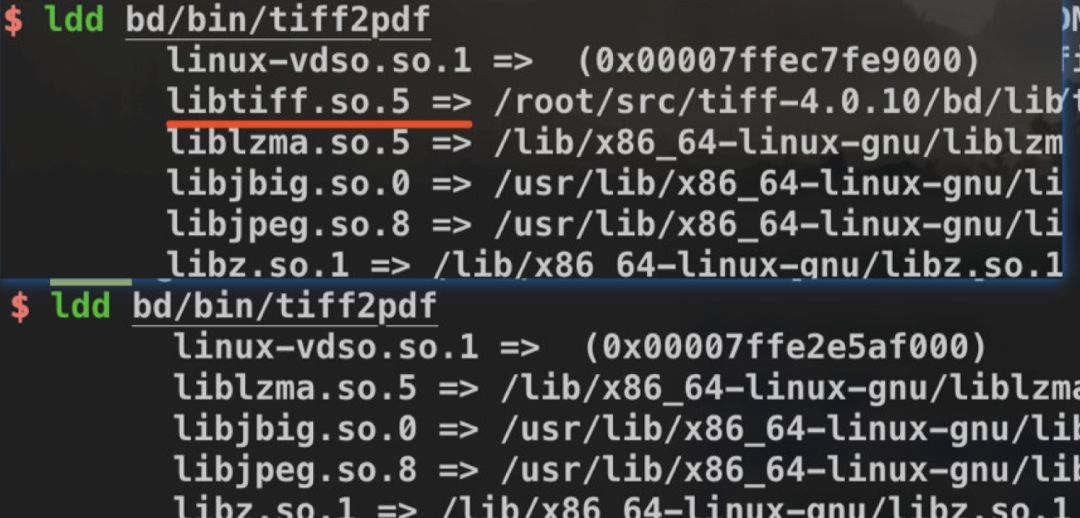 $ ldd bd/bin/tiff2pdf
linux-vdso.so.1 => (0x00007ffec7fe9000)
libtiff.so.5 => /root/src/tiff-4.0.10/bd/lib
liblzma.so.5 => /lib/x86_64-linux-gnu/liblzm
libjbig.so.0 => /usr/lib/x86_64-linux-gnu/li
libjpeg.so.8 => /usr/lib/x86_64-linux-gnu/li
libz.so.1 => /lib/x86_64-linux-gnu/libz.so.1
$ ldd bd/bin/tiff2pdf
linux-vdso.so.1 => (0x00007ffe2e5af000)
liblzma.so.5 => /lib/x86_64-linux-gnu/liblzma
libjbig.so.0 => /usr/lib/x86_64-linux-gnu/lib
libjpeg.so.8 => /usr/lib/x86_64-linux-gnu/lib
libz.so.1 => /lib/x86_64-linux-gnu/libz.so.1